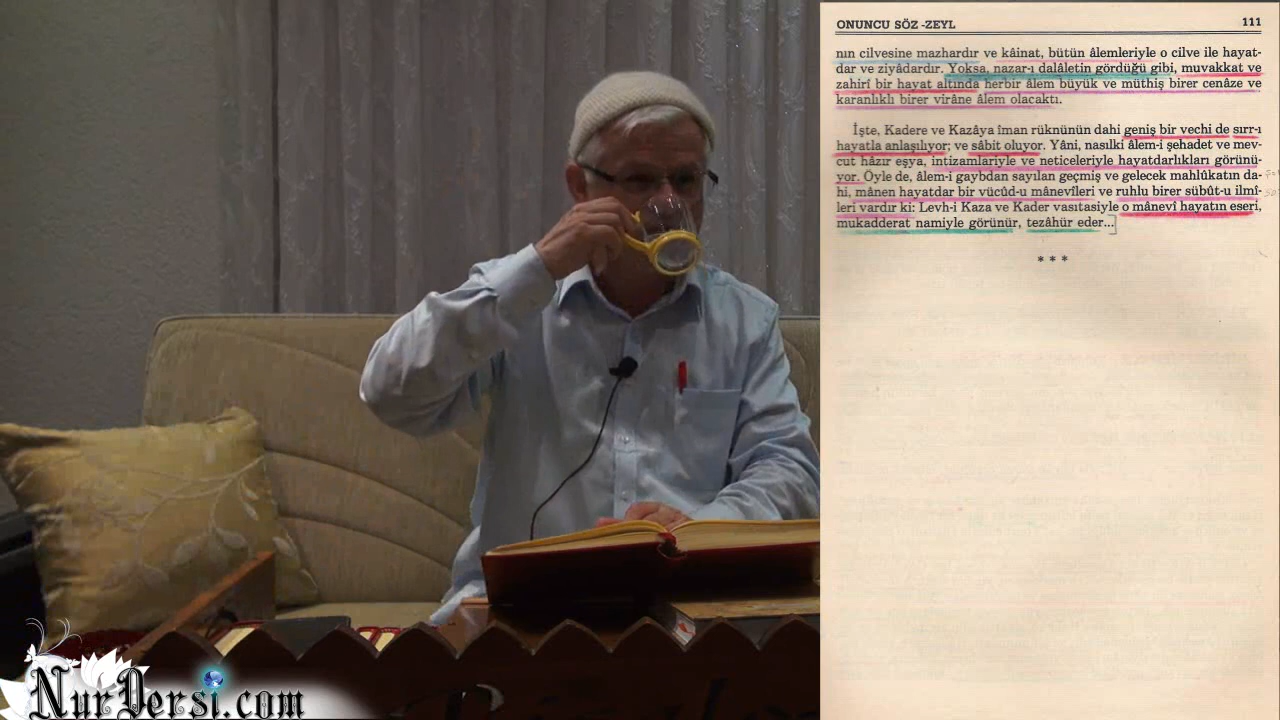 ONUNCU SÖZ -ZEYL 111
nın cilvesine mazhardır ve kâinat, bütün âlemleriyle o cilve ile hayat-
dar ve ziyâdardır. Yoksa, nazar-ı dalâletin gördüğü gibi, muvakkat ve
zahirî bir hayat altında herbir âlem büyük ve müthiş birer cenâze ve
karanlıklı birer virâne âlem olacaktı.
İşte, Kadere ve Kazâya îman rüknünün dahi geniş bir vechi de sırr-ı
hayatla anlaşılıyor; ve sâbit oluyor. Yâni, nasılki âlem-i şehadet ve mev-
cut hâzır eşya, intizamlariyle ve neticeleriyle hayatdarlıkları görünü-
yor. Öyle de, âlem-i gaybdan sayılan geçmiş ve gelecek mahlûkatın da-
hi, mânen hayatdar bir vücûd-u mânevîleri ve ruhlu birer sübût-u ilmî-
leri vardır ki: Levh-i Kaza ve Kader vasıtasiyle o mânevî hayatın eseri,
mukadderat namiyle görünür, tezâhür eder...]
* * *
NurDersi.com